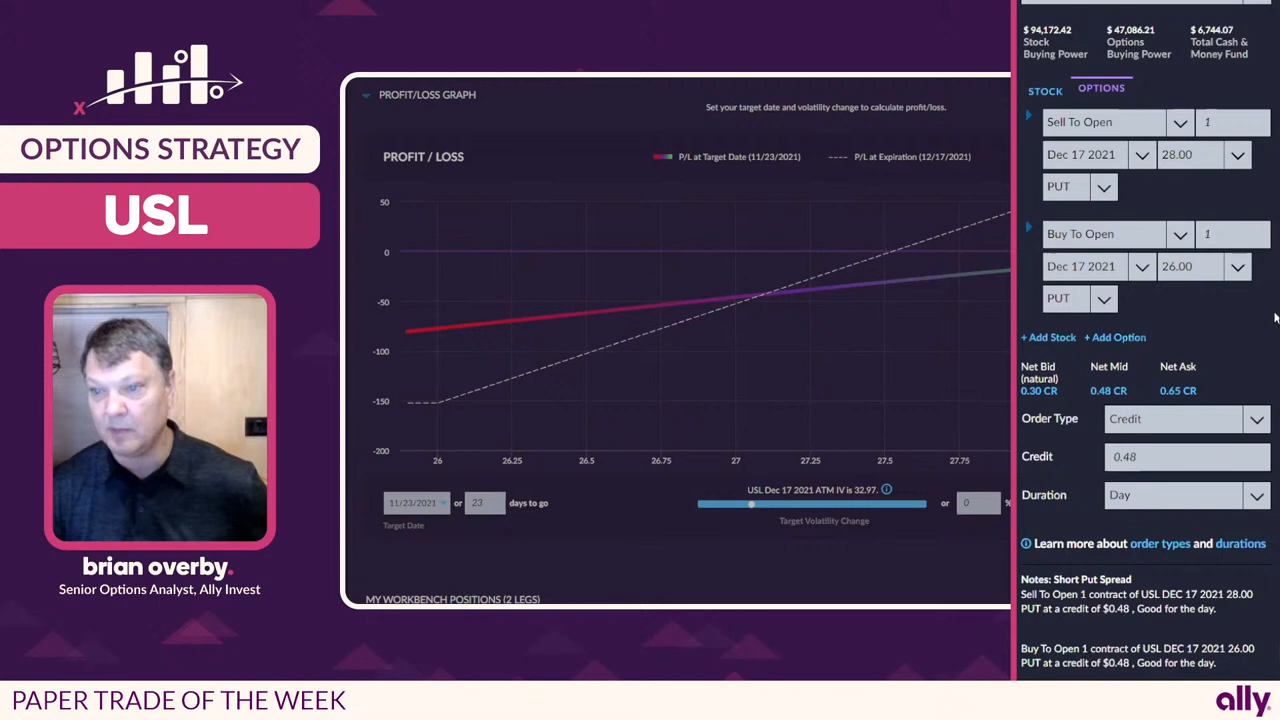 X
OPTIONS STRATEGY
USL
brian overby.
Senior Options Analyst, Ally Invest
PROFIT/LOSS GRAPH
Set your target date and volatility change to calculate profit/loss.
PROFIT / LOSS
P/L at Target Date (11/23/2021)
P/L at Expiration (12/17/2021)
50
0
-50
-100
-150
-200
26
26.25
26.5
26.75
27
27.25
27.5
27.75
11/23/2021 or 23 days to go
Target Date
USL Dec 17 2021 ATM IV is 32.97.
or 0 %
Target Volatility Change
MY WORKBENCH POSITIONS (2 LEGS)
$ 94,172.42 $ 47,086.21 $ 6,744.07
Stock Options Total Cash &
Buying Power Buying Power Money Fund
STOCK OPTIONS
Sell To Open 1
Dec 17 2021 28.00
PUT
Buy To Open 1
Dec 17 2021 26.00
PUT
+ Add Stock + Add Option
Net Bid Net Mid Net Ask
(natural)
0.30 CR 0.48 CR 0.65 CR
Order Type Credit
Credit 0.48
Duration Day
Learn more about order types and durations
Notes: Short Put Spread
Sell To Open 1 contract of USL DEC 17 2021 28.00
PUT at a credit of $0.48 , Good for the day.
Buy To Open 1 contract of USL DEC 17 2021 26.00
PUT at a credit of $0.48 , Good for the day.
PAPER TRADE OF THE WEEK
ally